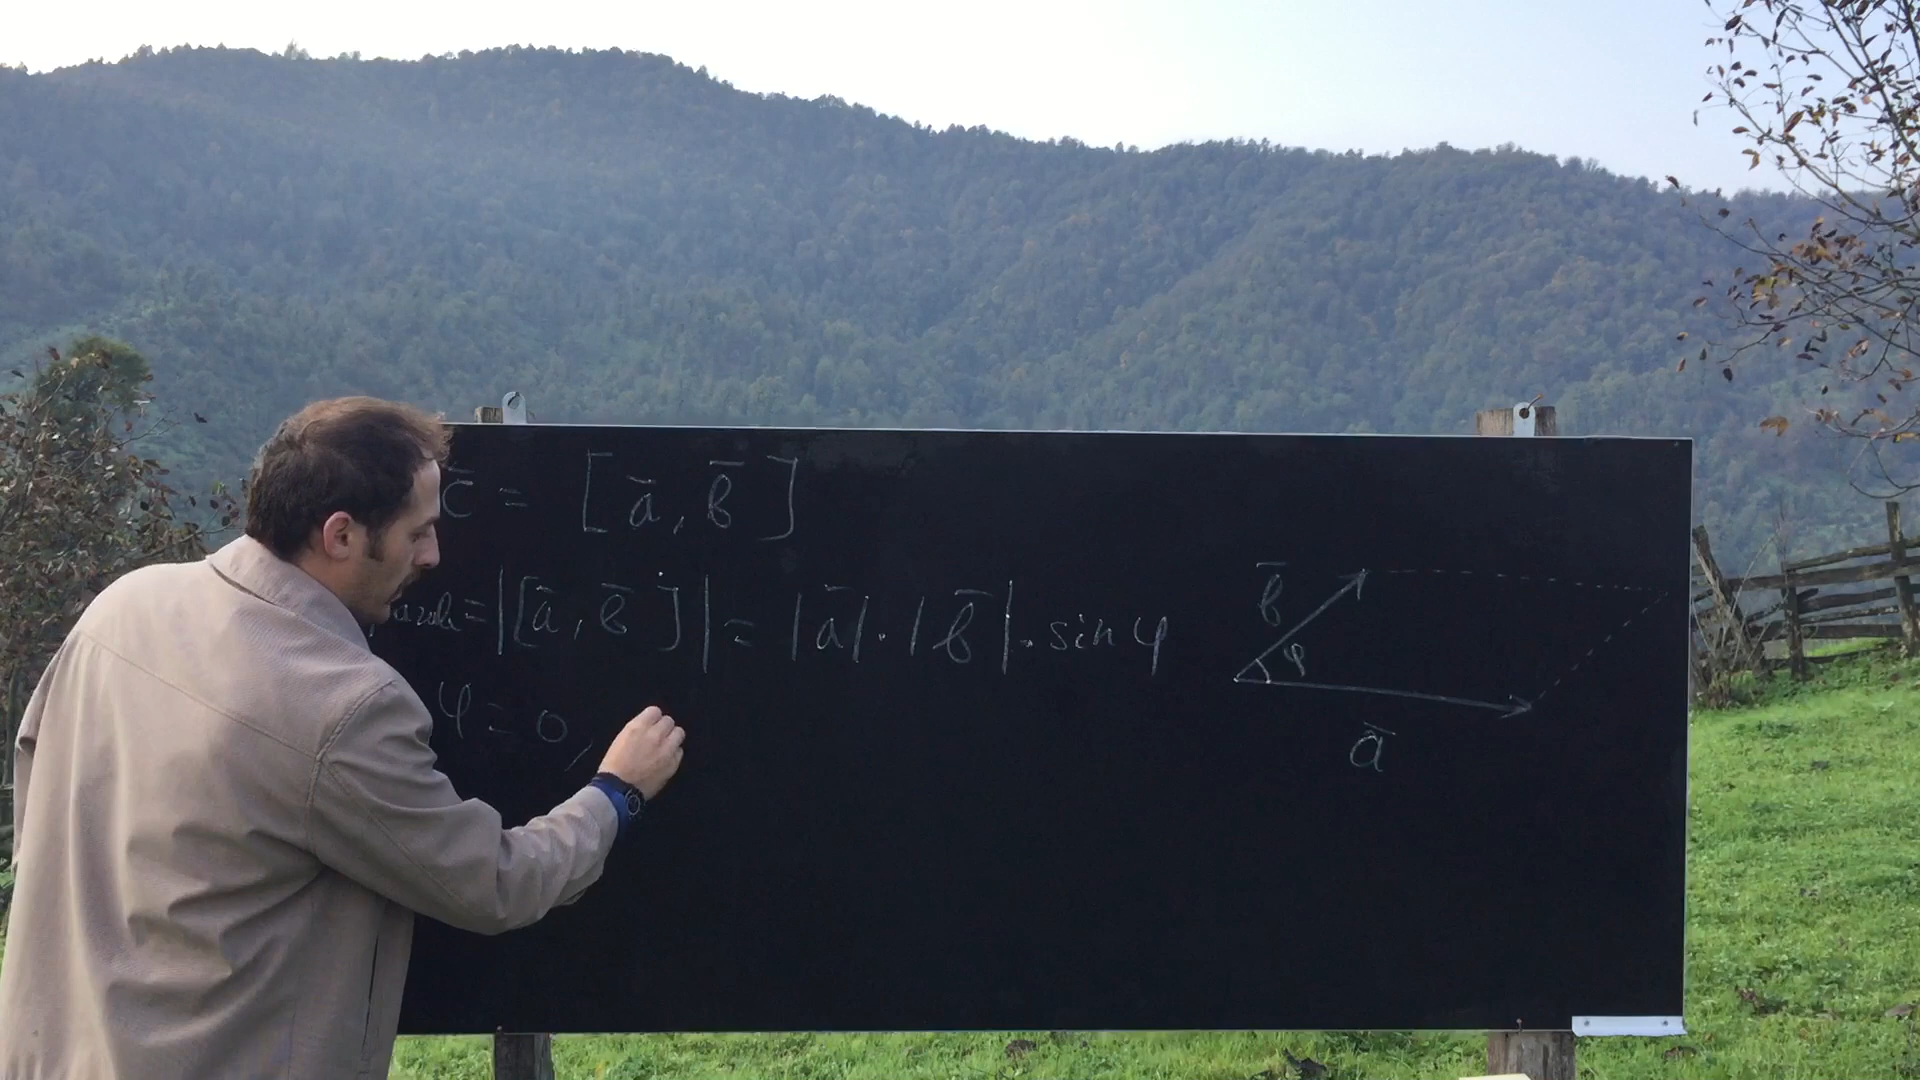 c̄ = [ā, в̄]
= |[ā, в̄]| = |ā| · |в̄| · sin φ
φ = 0,
в̄
φ
ā